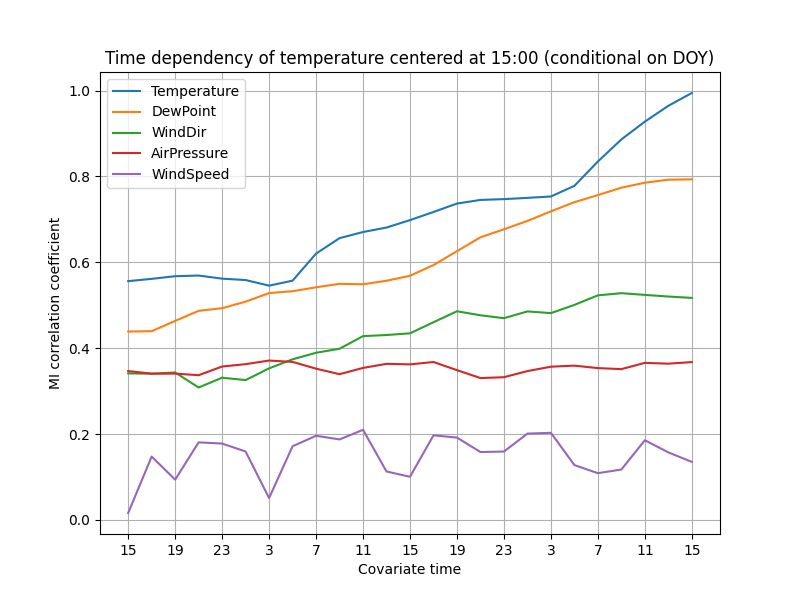 Time dependency of temperature centered at 15:00 (conditional on DOY)
Temperature
DewPoint
WindDir
AirPressure
WindSpeed
MI correlation coefficient
1.0
0.8
0.6
0.4
0.2
0.0
15 19 23 3 7 11 15 19 23 3 7 11 15
Covariate time